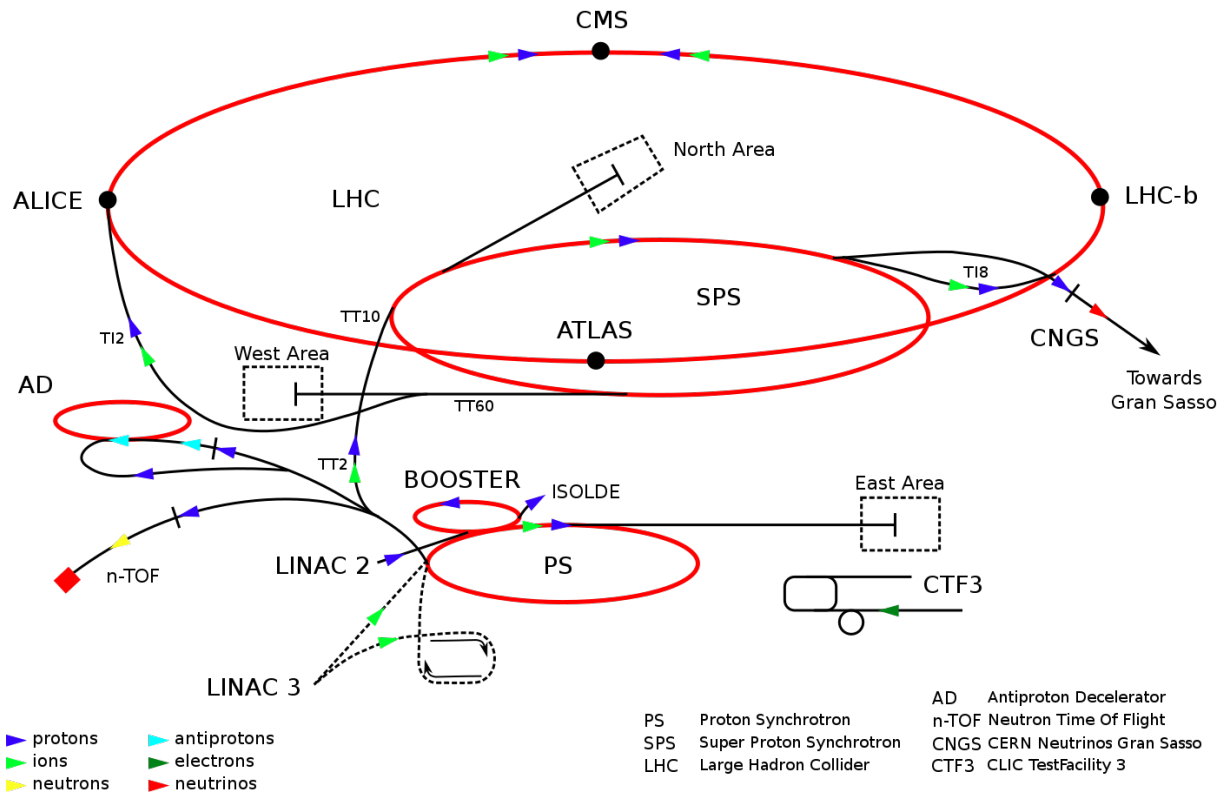 CMS
North Area
ALICE
LHC
LHC-b
TI8
SPS
TT10
TI2
ATLAS
CNGS
West Area
AD
Towards
Gran Sasso
TT60
TT2
BOOSTER
ISOLDE
East Area
LINAC 2
PS
n-TOF
CTF3
LINAC 3
protons
ions
neutrons
antiprotons
electrons
neutrinos
PS Proton Synchrotron
SPS Super Proton Synchrotron
LHC Large Hadron Collider
AD Antiproton Decelerator
n-TOF Neutron Time Of Flight
CNGS CERN Neutrinos Gran Sasso
CTF3 CLIC TestFacility 3